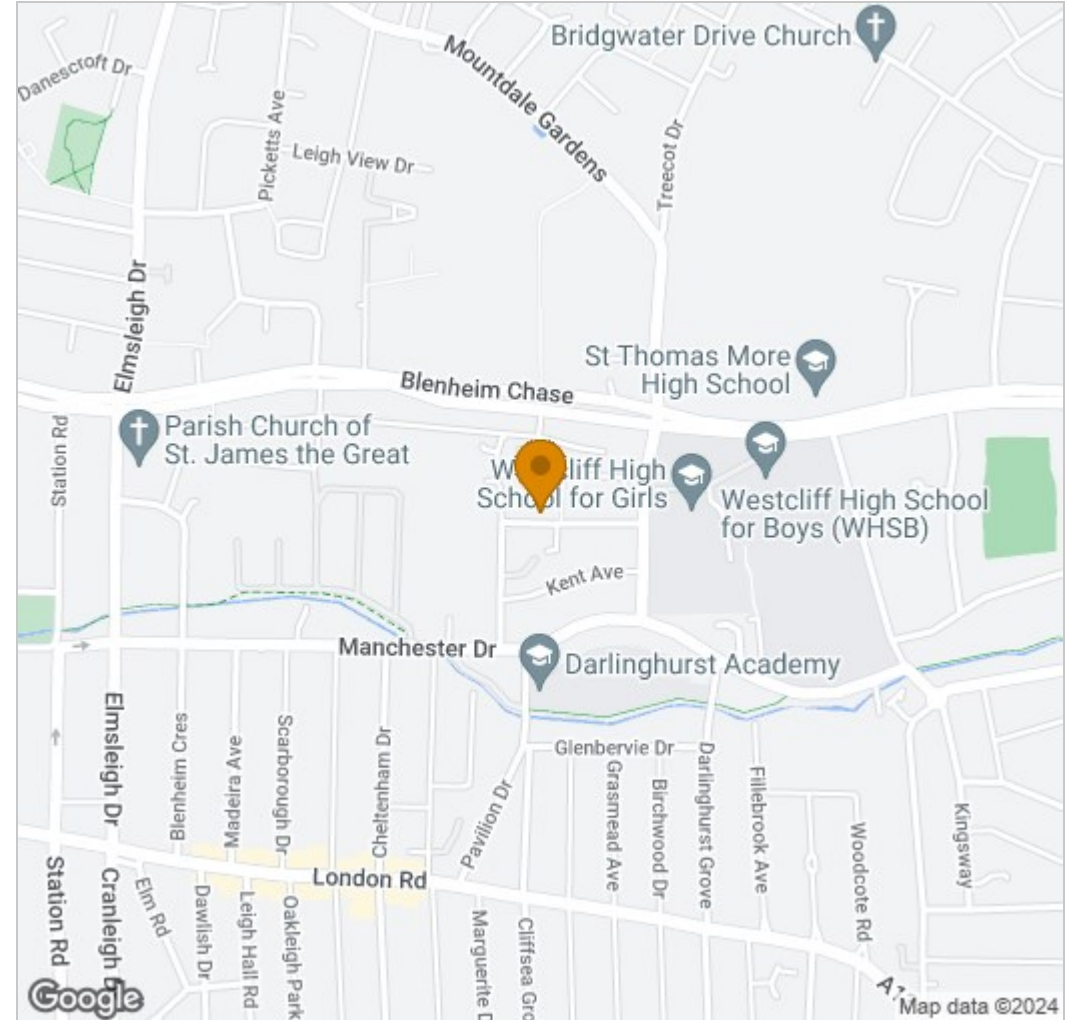 Bridgwater Drive Church
Danescroft Dr
Mountdale Gardens
Picketts Ave
Treecot Dr
Leigh View Dr
Elmsleigh Dr
St Thomas More
High School
Blenheim Chase
Station Rd
Parish Church of
St. James the Great
High
School for Girls
Westcliff High School
for Boys (WHSB)
Kent Ave
Manchester Dr
Darlinghurst Academy
Elmsleigh Dr
Blenheim Cres
Madeira Ave
Scarborough Dr
Cheltenham Dr
Glenbervie Dr
Pavilion Dr
Grasmead Ave
Birchwood Dr
Darlinghurst Grove
Fillebrook Ave
Woodcote Rd
Kingsway
London Rd
Station Rd
Cranleigh D
Elm Rd
Dawlish Dr
Leigh Hall Rd
Oakleigh Park
Marguerite D
Cliffsea Gro
Google
Map data ©2024